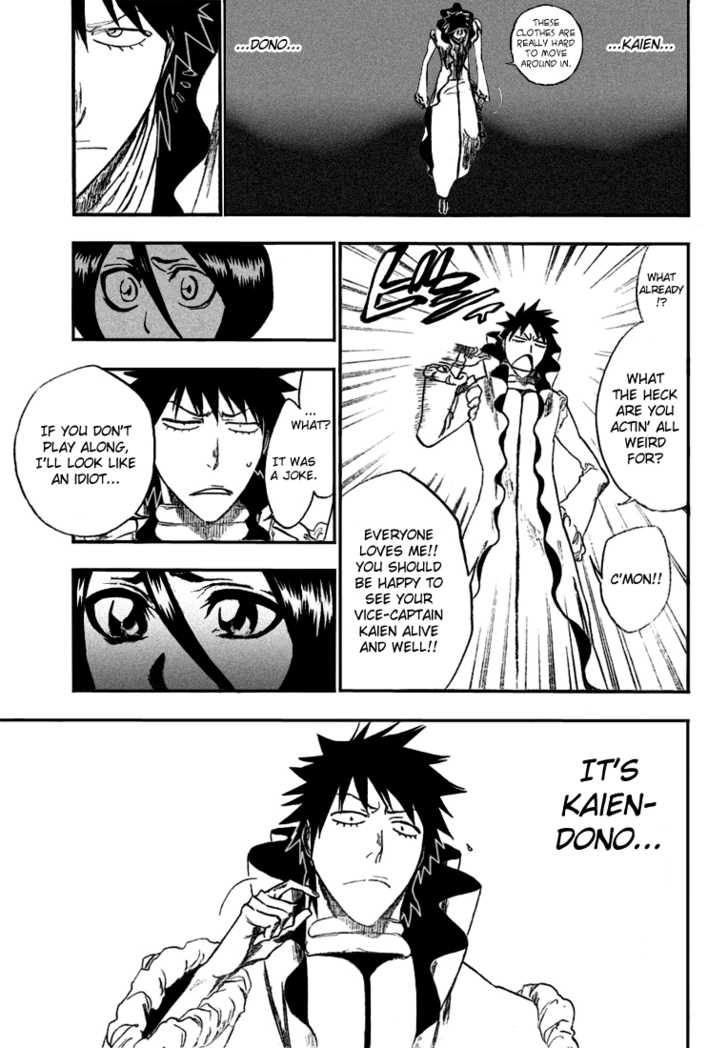 ...KAIEN...
THESE
CLOTHES ARE
REALLY HARD
TO MOVE
AROUND IN.
...DONO...
WHAT
ALREADY
!?
WHAT
THE HECK
ARE YOU
ACTIN' ALL
WEIRD
FOR?
C'MON!!
EVERYONE
LOVES ME!!
YOU SHOULD
BE HAPPY TO
SEE YOUR
VICE-CAPTAIN
KAIEN ALIVE
AND WELL!!
...
WHAT?
IT WAS
A JOKE.
IF YOU DON'T
PLAY ALONG,
I'LL LOOK LIKE
AN IDIOT...
IT'S
KAIEN-
DONO...